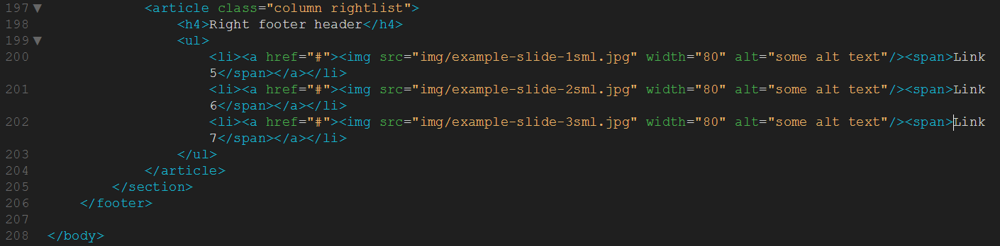 197▼            <article class="column rightlist">
198                 <h4>Right footer header</h4>
199▼                <ul>
200                     <li><a href="#"><img src="img/example-slide-1sml.jpg" width="80" alt="some alt text"/><span>Link
                        5</span></a></li>
201                     <li><a href="#"><img src="img/example-slide-2sml.jpg" width="80" alt="some alt text"/><span>Link
                        6</span></a></li>
202                     <li><a href="#"><img src="img/example-slide-3sml.jpg" width="80" alt="some alt text"/><span>Link
                        7</span></a></li>
203                 </ul>
204             </article>
205         </section>
206     </footer>
207
208 </body>